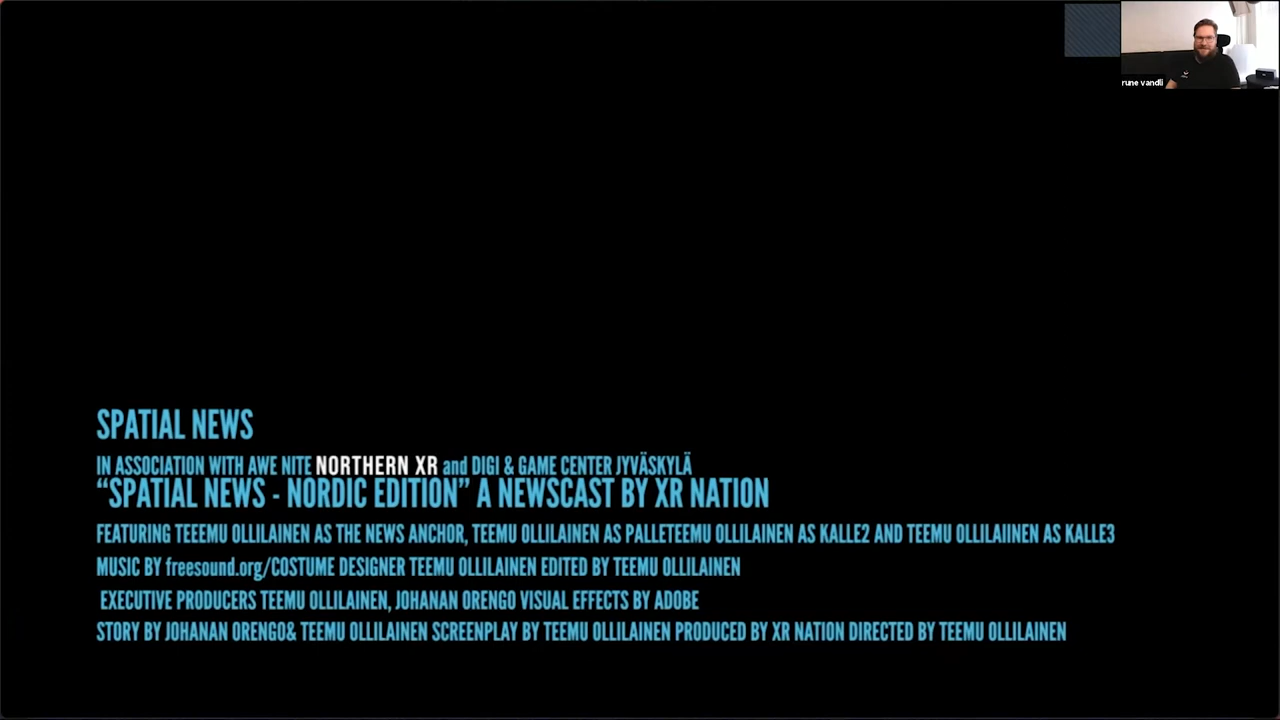 rune vandli
SPATIAL NEWS
IN ASSOCIATION WITH AWE NITE NORTHERN XR and DIGI & GAME CENTER JYVÄSKYLÄ
“SPATIAL NEWS - NORDIC EDITION” A NEWSCAST BY XR NATION
FEATURING TEEEMU OLLILAINEN AS THE NEWS ANCHOR, TEEMU OLLILAINEN AS PALLETEEMU OLLILAINEN AS KALLE2 AND TEEMU OLLILAIINEN AS KALLE3
MUSIC BY freesound.org/COSTUME DESIGNER TEEMU OLLILAINEN EDITED BY TEEMU OLLILAINEN
EXECUTIVE PRODUCERS TEEMU OLLILAINEN, JOHANAN ORENGO VISUAL EFFECTS BY ADOBE
STORY BY JOHANAN ORENGO& TEEMU OLLILAINEN SCREENPLAY BY TEEMU OLLILAINEN PRODUCED BY XR NATION DIRECTED BY TEEMU OLLILAINEN